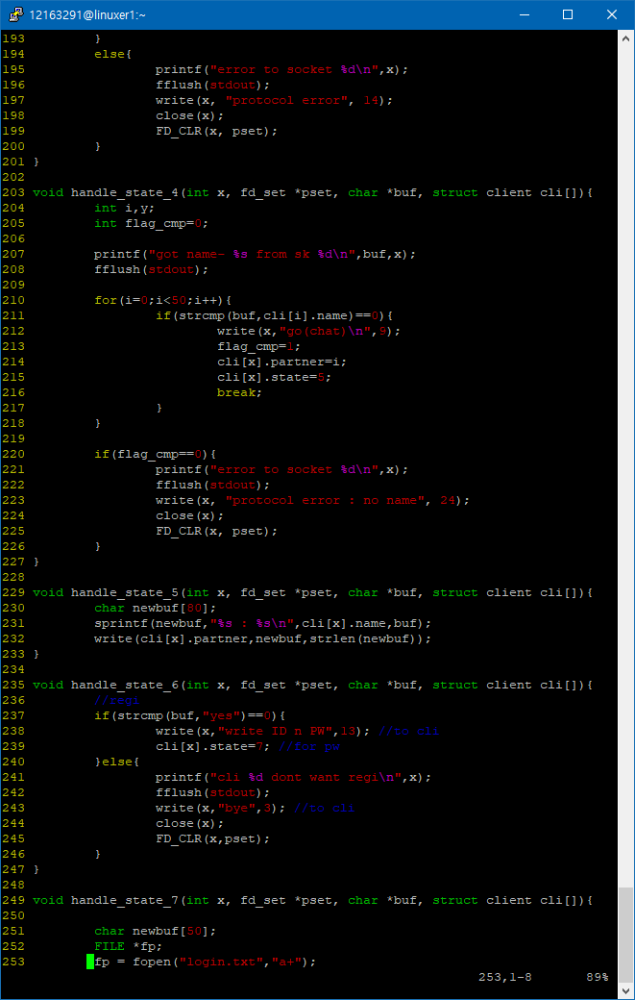 12163291@linuxer1:~
193         }
194         else{
195                 printf("error to socket %d\n",x);
196                 fflush(stdout);
197                 write(x, "protocol error", 14);
198                 close(x);
199                 FD_CLR(x, pset);
200         }
201 }
202
203 void handle_state_4(int x, fd_set *pset, char *buf, struct client cli[]){
204         int i,y;
205         int flag_cmp=0;
206
207         printf("got name- %s from sk %d\n",buf,x);
208         fflush(stdout);
209
210         for(i=0;i<50;i++){
211                 if(strcmp(buf,cli[i].name)==0){
212                         write(x,"go(chat)\n",9);
213                         flag_cmp=1;
214                         cli[x].partner=i;
215                         cli[x].state=5;
216                         break;
217                 }
218         }
219
220         if(flag_cmp==0){
221                 printf("error to socket %d\n",x);
222                 fflush(stdout);
223                 write(x, "protocol error : no name", 24);
224                 close(x);
225                 FD_CLR(x, pset);
226         }
227 }
228
229 void handle_state_5(int x, fd_set *pset, char *buf, struct client cli[]){
230         char newbuf[80];
231         sprintf(newbuf,"%s : %s\n",cli[x].name,buf);
232         write(cli[x].partner,newbuf,strlen(newbuf));
233 }
234
235 void handle_state_6(int x, fd_set *pset, char *buf, struct client cli[]){
236         //regi
237         if(strcmp(buf,"yes")==0){
238                 write(x,"write ID n PW",13); //to cli
239                 cli[x].state=7; //for pw
240         }else{
241                 printf("cli %d dont want regi\n",x);
242                 fflush(stdout);
243                 write(x,"bye",3); //to cli
244                 close(x);
245                 FD_CLR(x,pset);
246         }
247 }
248
249 void handle_state_7(int x, fd_set *pset, char *buf, struct client cli[]){
250
251         char newbuf[50];
252         FILE *fp;
253         fp = fopen("login.txt","a+");
253,1-8 89%